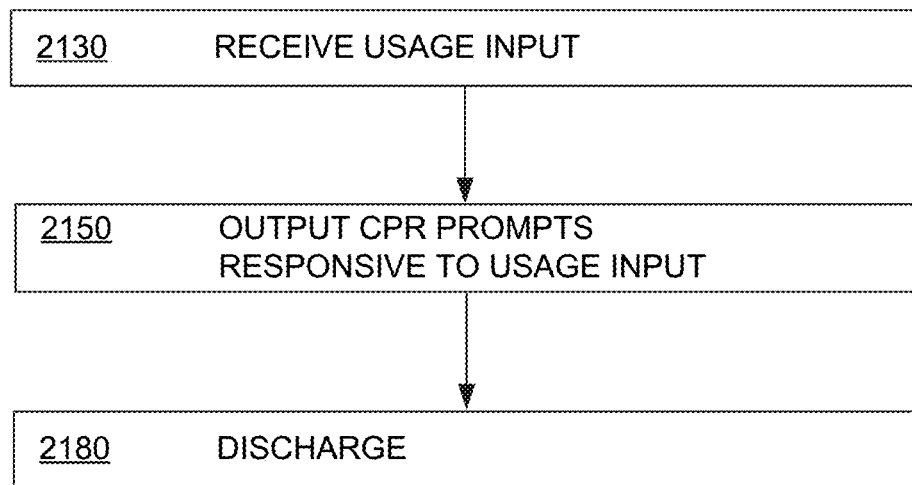 2130 RECEIVE USAGE INPUT
2150 OUTPUT CPR PROMPTS
RESPONSIVE TO USAGE INPUT
2180 DISCHARGE